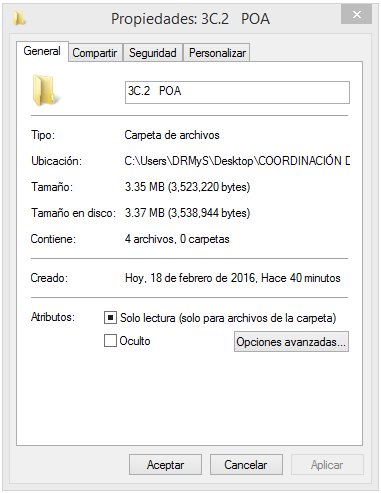 Propiedades: 3C.2 POA
General Compartir Seguridad Personalizar
3C.2 POA
Tipo: Carpeta de archivos
Ubicación: C:\Users\DRMyS\Desktop\COORDINACIÓN D
Tamaño: 3.35 MB (3,523,220 bytes)
Tamaño en disco: 3.37 MB (3,538,944 bytes)
Contiene: 4 archivos, 0 carpetas
Creado: Hoy, 18 de febrero de 2016, Hace 40 minutos
Atributos: Solo lectura (solo para archivos de la carpeta)
Oculto Opciones avanzadas...
Aceptar Cancelar Aplicar